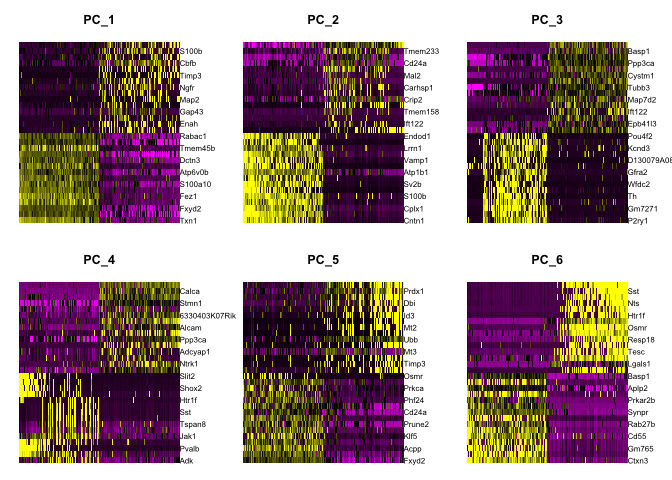 PC_1
S100b
Cbfb
Timp3
Ngfr
Map2
Gap43
Enah
Rabac1
Tmem45b
Dctn3
Atp6v0b
S100a10
Fez1
Fxyd2
Txn1
PC_2
Tmem233
Cd24a
Mal2
Carhsp1
Crip2
Tmem158
Ift122
Endod1
Lrm1
Vamp1
Atp1b1
Sv2b
S100b
Cplx1
Cntn1
PC_3
Basp1
Ppp3ca
Cystm1
Tubb3
Map7d2
Ift122
Epb41l3
Pou4f2
Kcnd3
D130079A08
Gfra2
Wfdc2
Th
Gm7271
P2ry1
PC_4
Calca
Stmn1
6330403K07Rik
Alcam
Ppp3ca
Adcyap1
Ntrk1
Slit2
Shox2
Htr1f
Sst
Tspan8
Jak1
Pvalb
Adk
PC_5
Prdx1
Dbi
Id3
Mt2
Ubb
Mt3
Timp3
Osmr
Prkca
Phf24
Cd24a
Prune2
Klf5
Acpp
Fxyd2
PC_6
Sst
Nts
Htr1f
Osmr
Resp18
Tesc
Lgals1
Basp1
Aplp2
Prkar2b
Synpr
Rab27b
Cd55
Gm765
Ctxn3